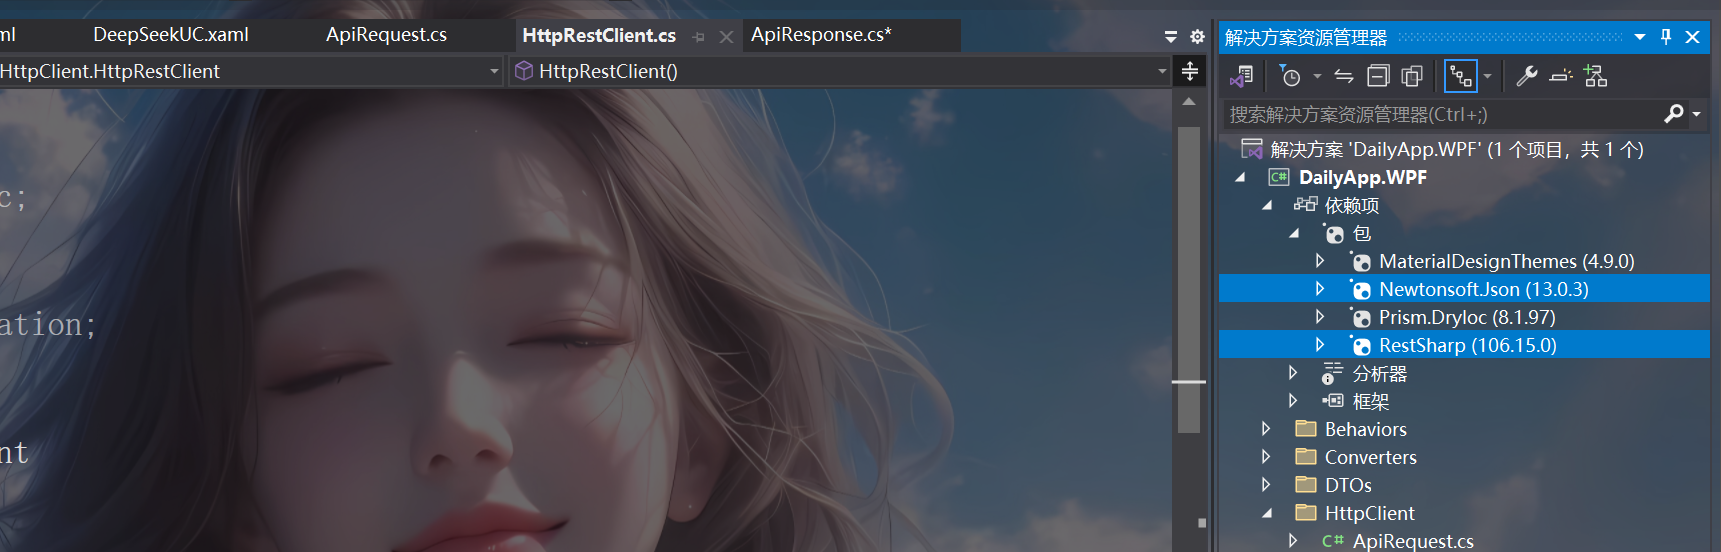 ml DeepSeekUC.xaml ApiRequest.cs HttpRestClient.cs ApiResponse.cs*
HttpClient.HttpRestClient HttpRestClient()
c;
ation;
nt
解决方案资源管理器
搜索解决方案资源管理器(Ctrl+;)
解决方案 'DailyApp.WPF' (1 个项目，共 1 个)
C# DailyApp.WPF
依赖项
包
MaterialDesignThemes (4.9.0)
Newtonsoft.Json (13.0.3)
Prism.DryIoc (8.1.97)
RestSharp (106.15.0)
分析器
框架
Behaviors
Converters
DTOs
HttpClient
C# ApiRequest.cs